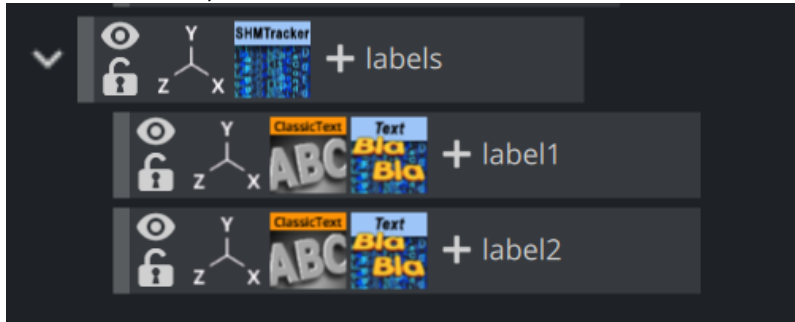 Y
SHMTracker
Z X
labels
Y
ClassicText Text
ABC Bla Bla
Z X
label1
Y
ClassicText Text
ABC Bla Bla
Z X
label2